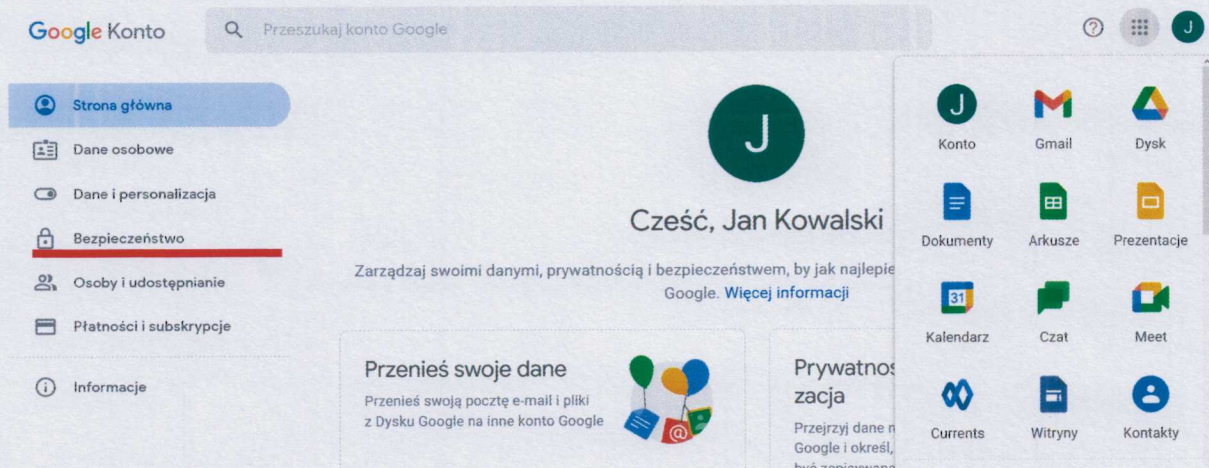 Google Konto
Przeszukaj konto Google
J
Strona główna
Dane osobowe
Dane i personalizacja
Bezpieczeństwo
Osoby i udostępnianie
Płatności i subskrypcje
Informacje
J
Cześć, Jan Kowalski
Zarządzaj swoimi danymi, prywatnością i bezpieczeństwem, by jak
Google. Więcej informacji
Przenieś swoje dane
Przenieś swoją pocztę e-mail i pliki
z Dysku Google na inne konto Google
zacja
Przejrzyj dane
Google i określ,
J
Konto
Gmail
Dysk
Dokumenty
Arkusze
Prezentacje
31
Kalendarz
Czat
Meet
Currents
Witryny
Kontakty